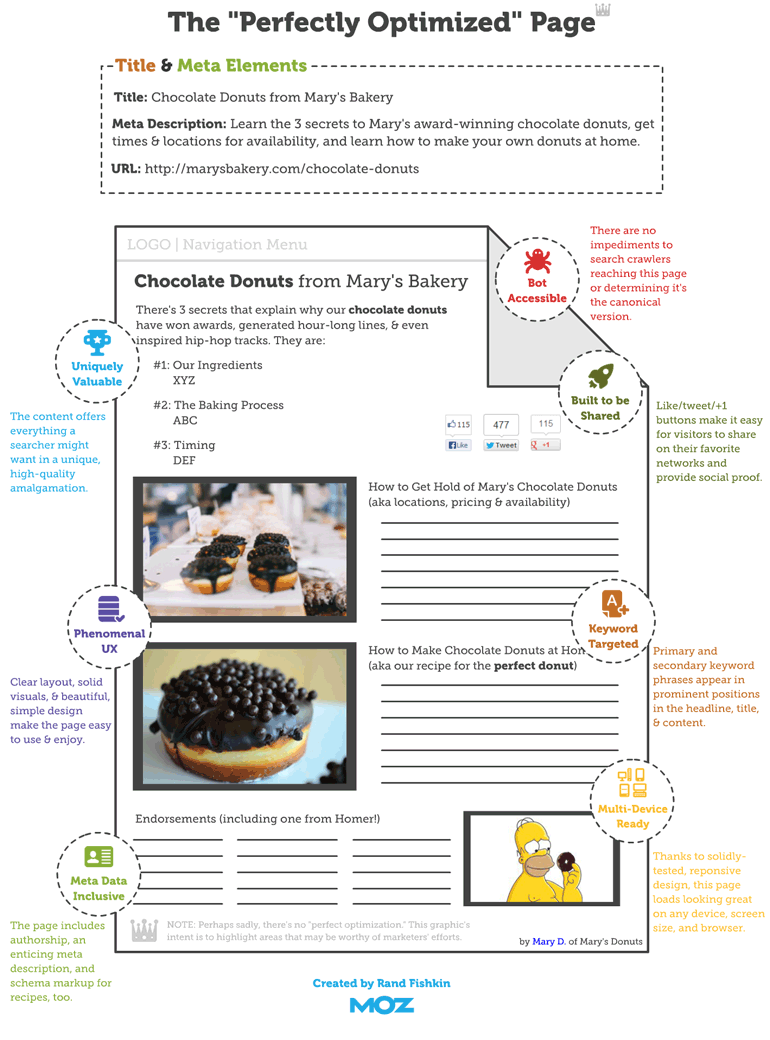 The "Perfectly Optimized" Page
Title & Meta Elements
Title: Chocolate Donuts from Mary's Bakery
Meta Description: Learn the 3 secrets to Mary's award-winning chocolate donuts, get
times & locations for availability, and learn how to make your own donuts at home.
URL: http://marysbakery.com/chocolate-donuts
LOGO | Navigation Menu
Chocolate Donuts from Mary's Bakery
There's 3 secrets that explain why our chocolate donuts
have won awards, generated hour-long lines, & even
inspired hip-hop tracks. They are:
#1: Our Ingredients
XYZ
#2: The Baking Process
ABC
#3: Timing
DEF
Bot
Accessible
There are no
impediments to
search crawlers
reaching this page
or determining it's
the canonical
version.
Uniquely
Valuable
The content offers
everything a
searcher might
want in a unique,
high-quality
amalgamation.
Built to be
Shared
Like/tweet/+1
buttons make it easy
for visitors to share
on their favorite
networks and
provide social proof.
115
477
115
Like
Tweet
+1
How to Get Hold of Mary's Chocolate Donuts
(aka locations, pricing & availability)
Phenomenal
UX
Clear layout, solid
visuals, & beautiful,
simple design
make the page easy
to use & enjoy.
Keyword
Targeted
Primary and
secondary keyword
phrases appear in
prominent positions
in the headline, title,
& content.
How to Make Chocolate Donuts at Hom
(aka our recipe for the perfect donut)
Multi-Device
Ready
Thanks to solidly-
tested, reponsive
design, this page
loads looking great
on any device, screen
size, and browser.
Endorsements (including one from Homer!)
Meta Data
Inclusive
The page includes
authorship, an
enticing meta
description, and
schema markup for
recipes, too.
NOTE: Perhaps sadly, there's no "perfect optimization." This graphic's
intent is to highlight areas that may be worthy of marketers' efforts.
by Mary D. of Mary's Donuts
Created by Rand Fishkin
MOZ